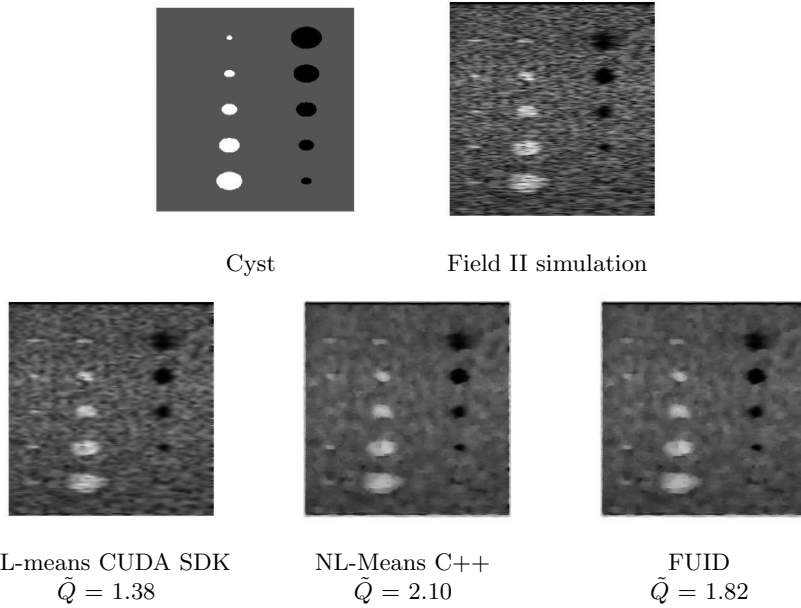 Cyst
Field II simulation
L-means CUDA SDK
NL-Means C++
FUID
Q̃ = 1.38
Q̃ = 2.10
Q̃ = 1.82